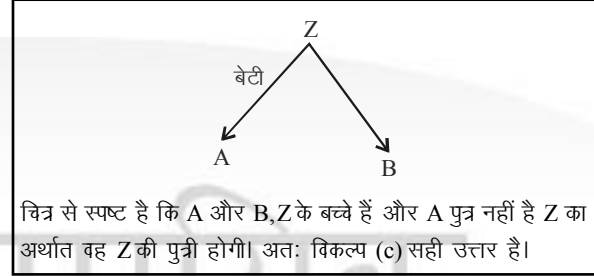 Z
बेटी
A
B
चित्र से स्पष्ट है कि A और B,Z के बच्चे हैं और A पुत्र नहीं है Z का
अर्थात वह Z की पुत्री होगी। अतः विकल्प (c) सही उत्तर है।